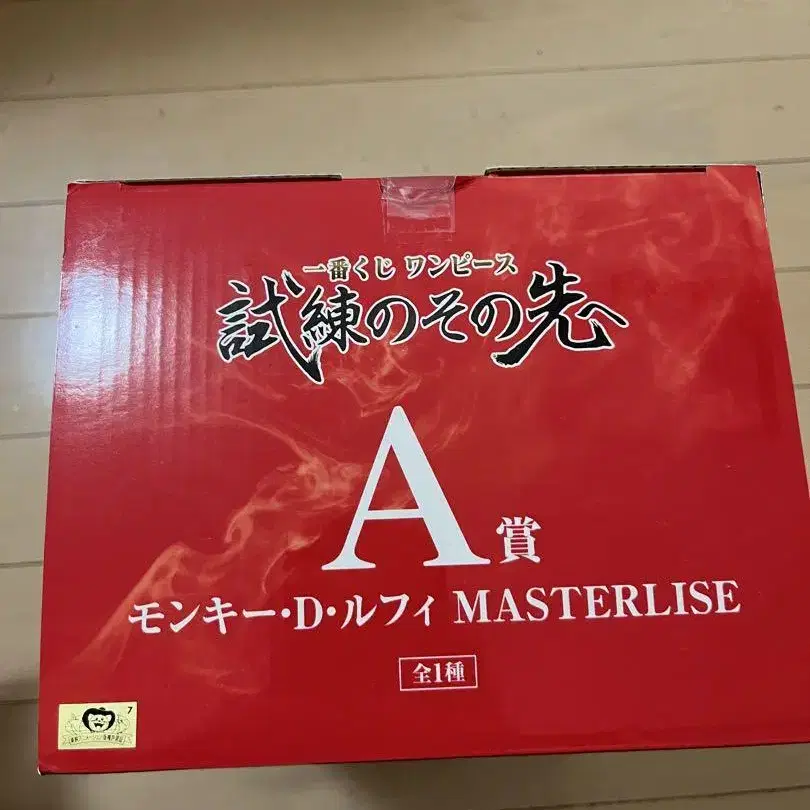 一番くじ ワンピース
試練のその先へ
A賞
モンキー・D・ルフィ MASTERLISE
全1種
7